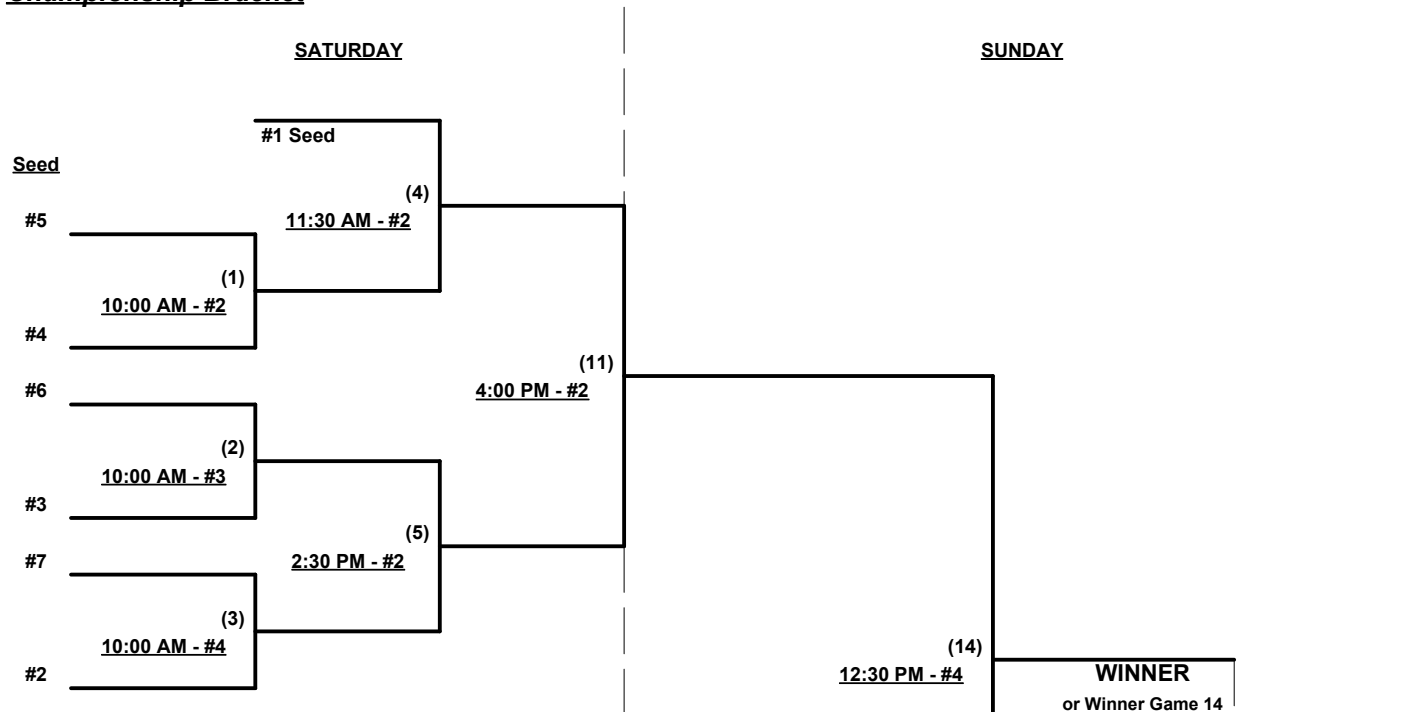 Championship Bracket
SATURDAY
SUNDAY
#1 Seed
Seed
(4)
#5
11:30 AM - #2
(1)
10:00 AM - #2
#4
(11)
#6
4:00 PM - #2
(2)
10:00 AM - #3
#3
(5)
#7
2:30 PM - #2
(3)
10:00 AM - #4
(14)
#2
12:30 PM - #4
WINNER
or Winner Game 14